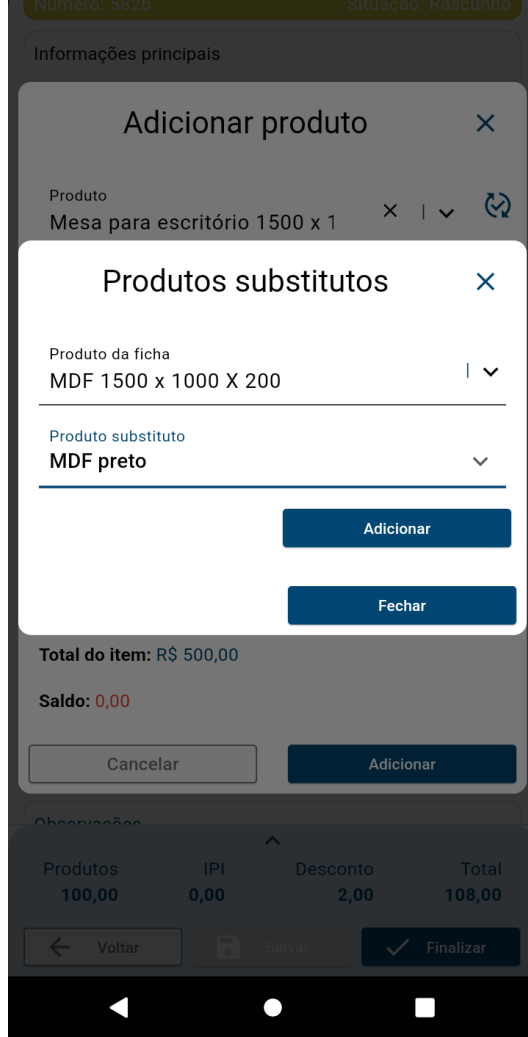 Número: 5826 Situação: Rascunho
Informações principais
Adicionar produto
Produto
Mesa para escritório 1500 x 1
Produtos substitutos
Produto da ficha
MDF 1500 x 1000 X 200
Produto substituto
MDF preto
Adicionar
Fechar
Total do item: R$ 500,00
Saldo: 0,00
Cancelar Adicionar
Observações
Produtos IPI Desconto Total
100,00 0,00 2,00 108,00
Voltar Salvar Finalizar